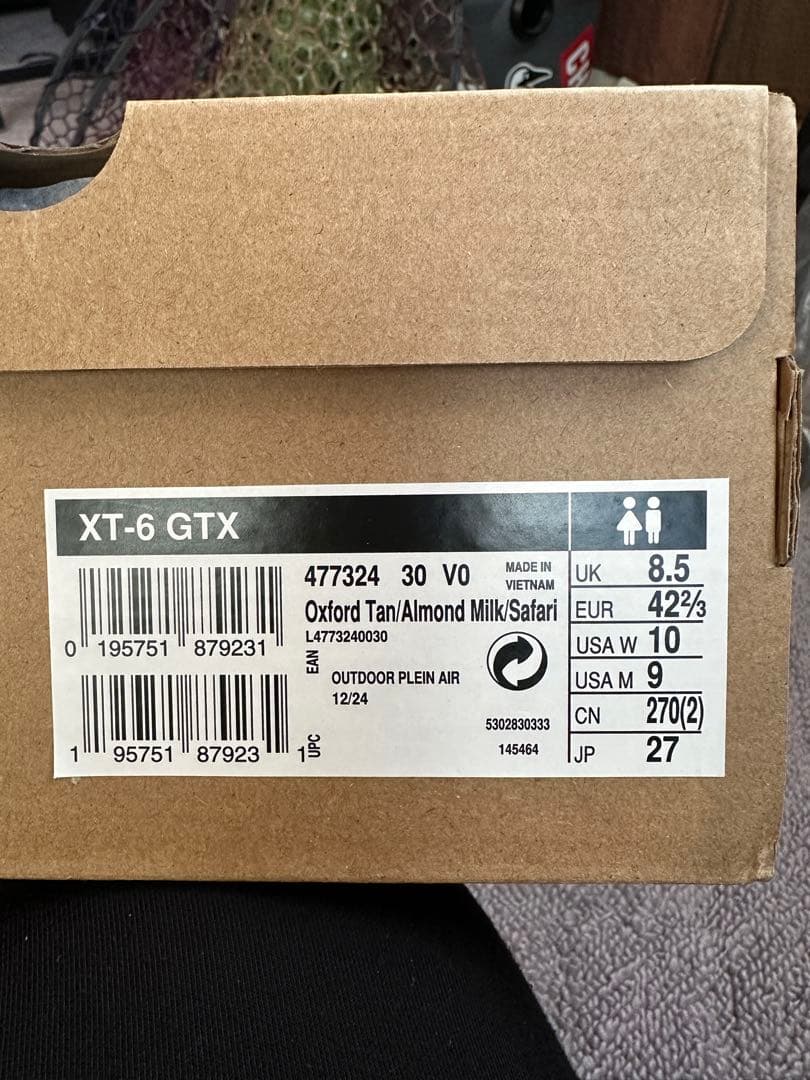 CH
XT-6 GTX
477324 30 V0
MADE IN
VIETNAM
Oxford Tan/Almond Milk/Safari
L4773240030
0 195751 879231
EAN
OUTDOOR PLEIN AIR
12/24
5302830333
145464
1 95751 87923 1
UPC
UK 8.5
EUR 42⅔
USA W 10
USA M 9
CN 270(2)
JP 27